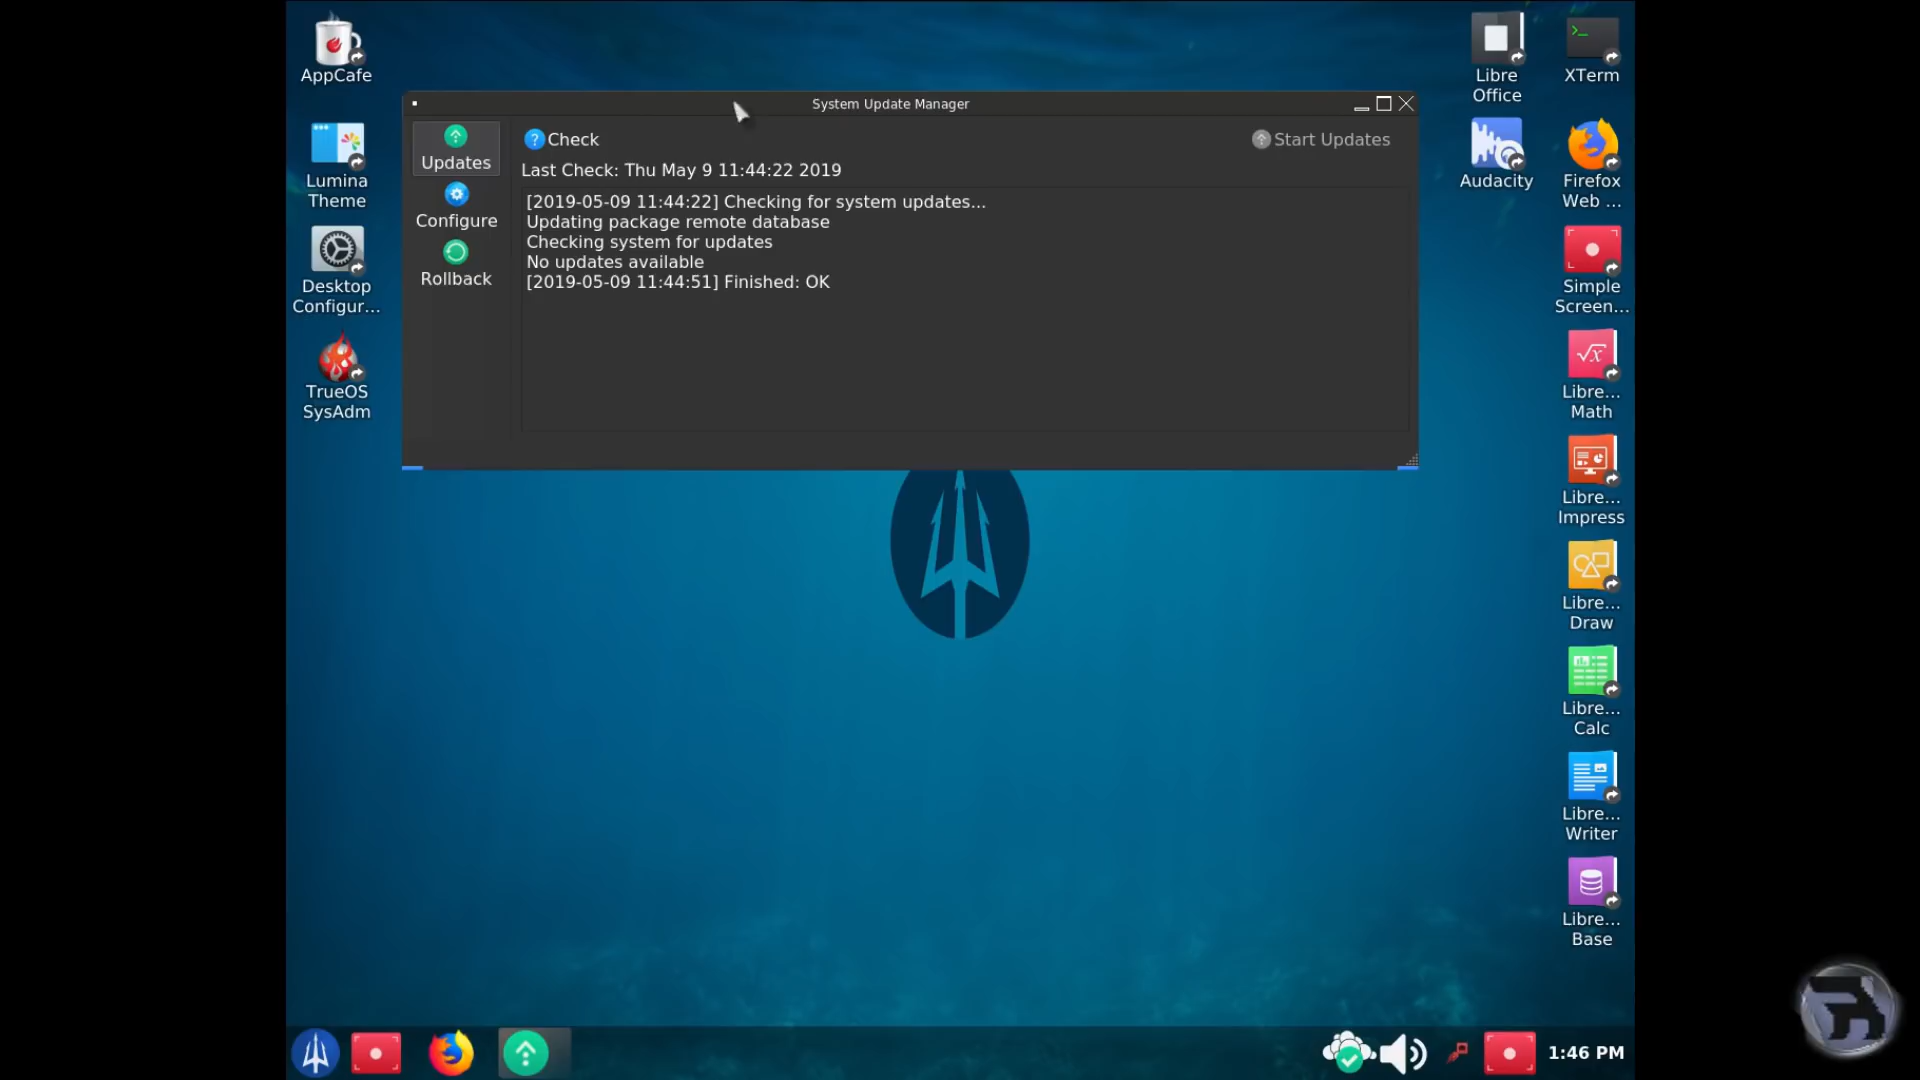 AppCafe
Lumina
Theme
Desktop
Configur...
TrueOS
SysAdm
System Update Manager
Updates
Configure
Rollback
? Check
Start Updates
Last Check: Thu May 9 11:44:22 2019
[2019-05-09 11:44:22] Checking for system updates...
Updating package remote database
Checking system for updates
No updates available
[2019-05-09 11:44:51] Finished: OK
Libre
Office
Audacity
>_
XTerm
Firefox
Web ...
Simple
Screen...
√x
Libre...
Math
Libre...
Impress
Libre...
Draw
Libre...
Calc
Libre...
Writer
Libre...
Base
1:46 PM